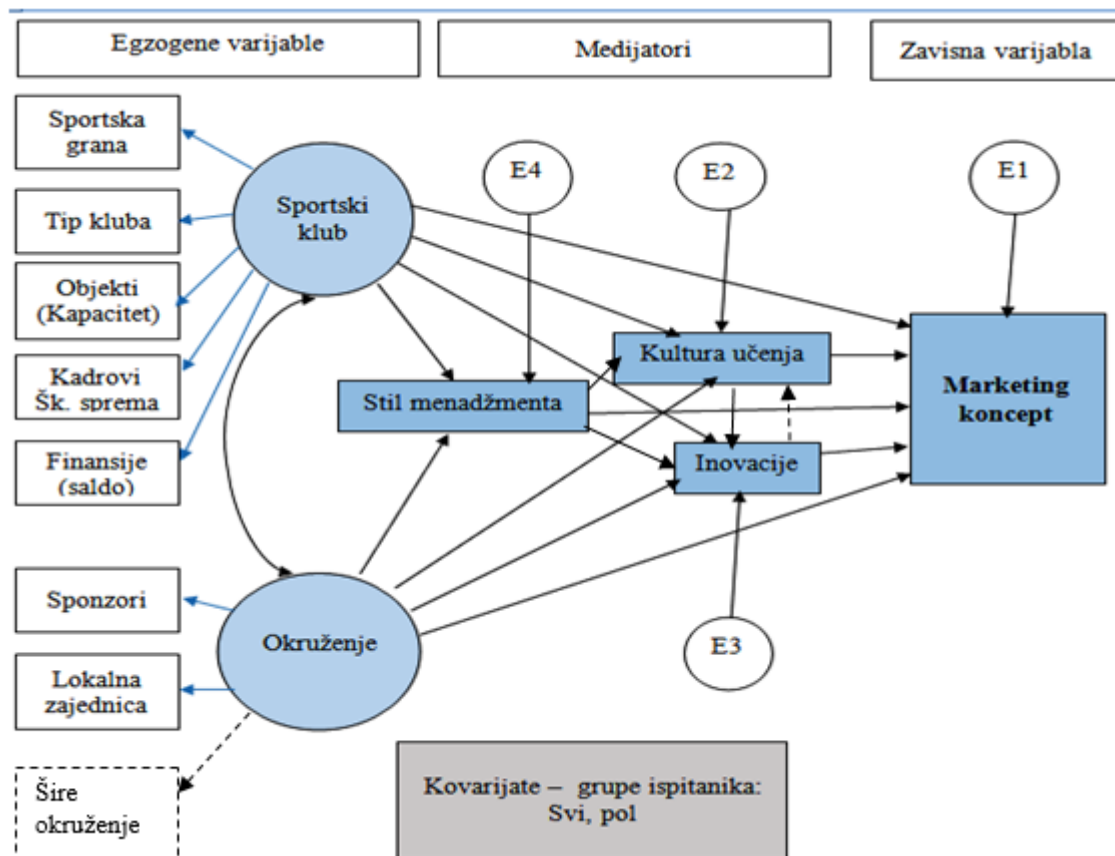 Egzogene varijable
Medijatori
Zavisna varijabla
Sportska
grana
Tip kluba
Objekti
(Kapacitet)
Kadrovi
Šk. sprema
Finansije
(saldo)
Sponzori
Lokalna
zajednica
Šire
okruženje
Sportski
klub
Okruženje
E4
E2
E1
Stil menadžmenta
Kultura učenja
Inovacije
E3
Marketing
koncept
Kovarijate – grupe ispitanika:
Svi, pol